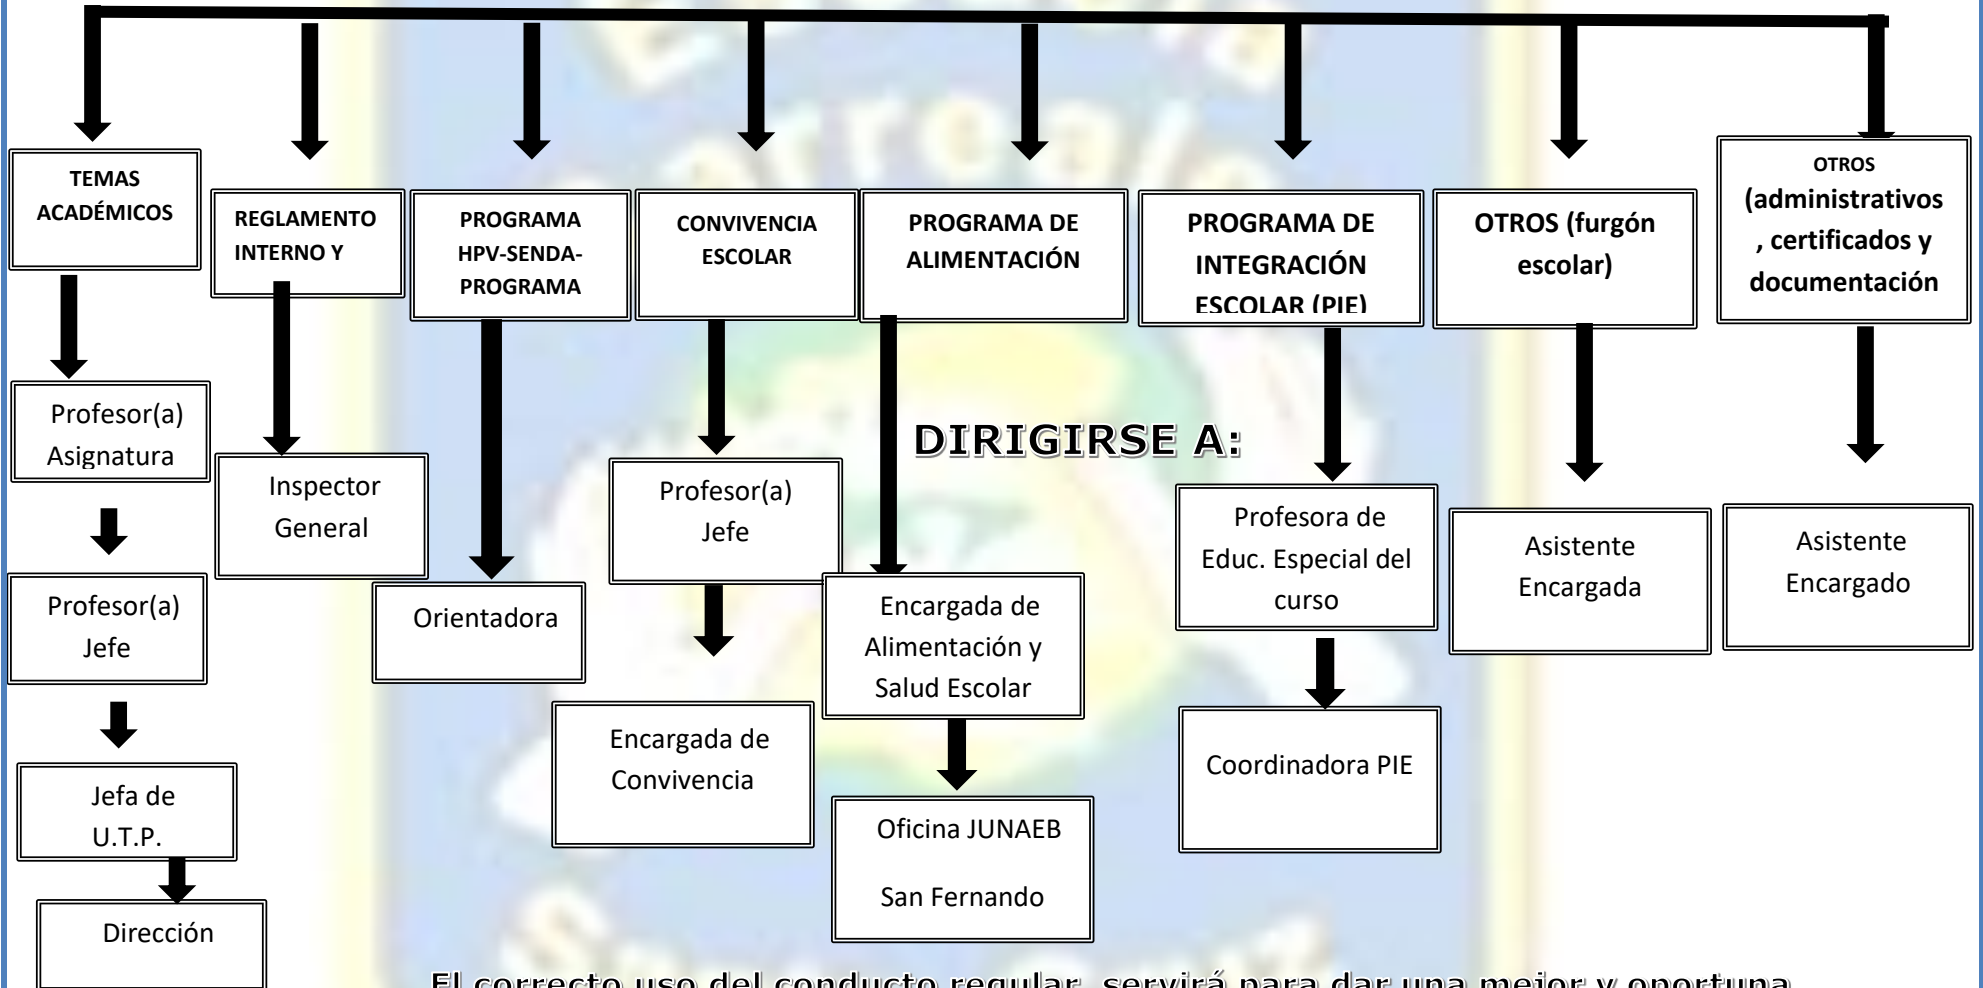 TEMAS
ACADÉMICOS
REGLAMENTO
INTERNO Y
PROGRAMA
HPV-SENDA-
PROGRAMA
CONVIVENCIA
ESCOLAR
PROGRAMA DE
ALIMENTACIÓN
PROGRAMA DE
INTEGRACIÓN
ESCOLAR (PIE)
OTROS (furgón
escolar)
OTROS
(administrativos
, certificados y
documentación
DIRIGIRSE A:
Profesor(a)
Asignatura
Profesor(a)
Jefe
Jefa de
U.T.P.
Dirección
Inspector
General
Orientadora
Profesor(a)
Jefe
Encargada de
Convivencia
Encargada de
Alimentación y
Salud Escolar
Oficina JUNAEB
San Fernando
Profesora de
Educ. Especial del
curso
Coordinadora PIE
Asistente
Encargada
Asistente
Encargado
El correcto uso del conducto regular, servirá para dar una mejor y oportuna